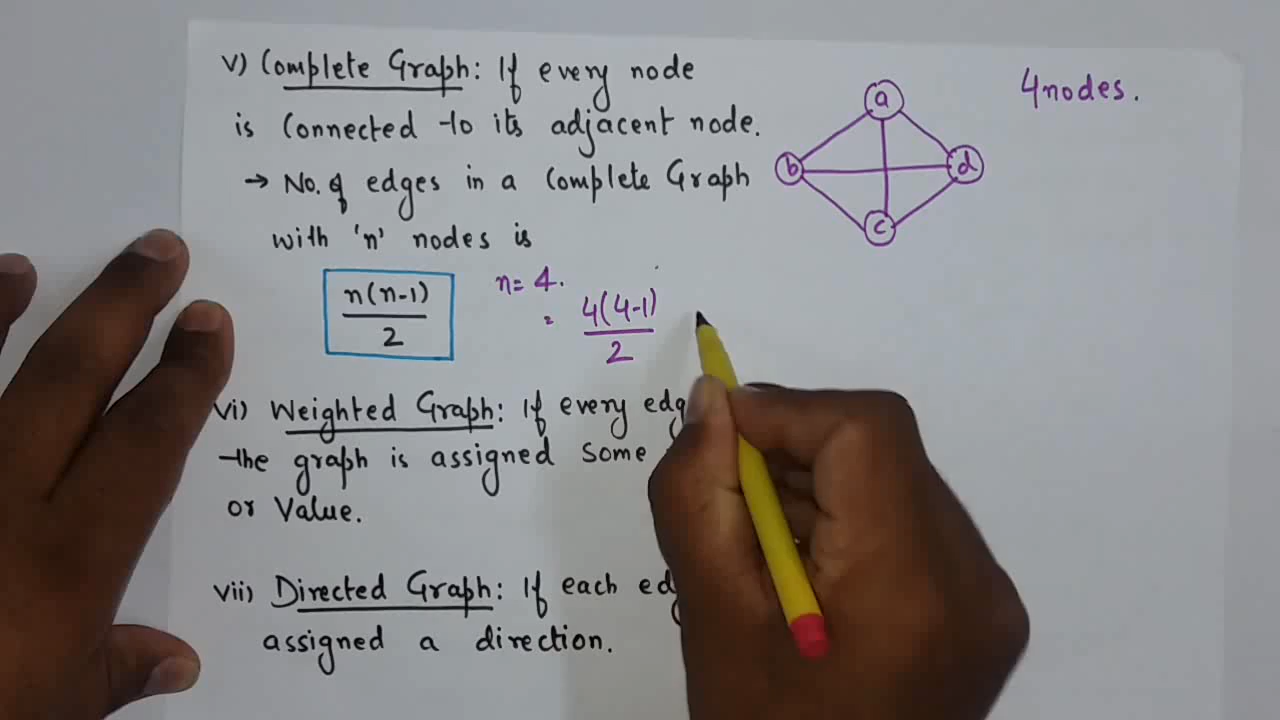 v) Complete Graph: If every node
is Connected to its adjacent node.
→ No. of edges in a Complete Graph
with 'n' nodes is
n(n-1)
2
n= 4.
= 4(4-1)
2
4 nodes.
a
b
d
c
vi) Weighted Graph: If every edg
the graph is assigned some
or Value.
vii) Directed Graph: If each ed
assigned a direction.